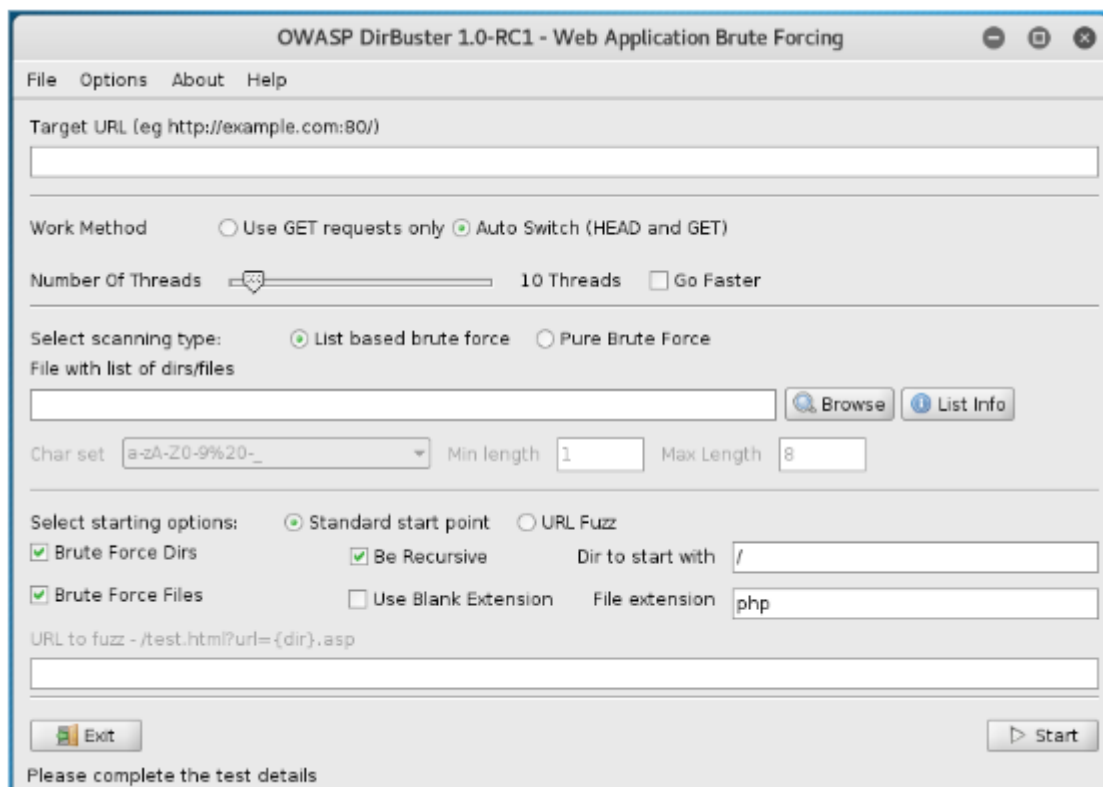 OWASP DirBuster 1.0-RC1 - Web Application Brute Forcing
File Options About Help
Target URL (eg http://example.com:80/)
Work Method Use GET requests only Auto Switch (HEAD and GET)
Number Of Threads 10 Threads Go Faster
Select scanning type: List based brute force Pure Brute Force
File with list of dirs/files
Browse List Info
Char set a-zA-Z0-9%20-_ Min length 1 Max Length 8
Select starting options: Standard start point URL Fuzz
Brute Force Dirs Be Recursive Dir to start with /
Brute Force Files Use Blank Extension File extension php
URL to fuzz - /test.html?url={dir}.asp
Exit Start
Please complete the test details